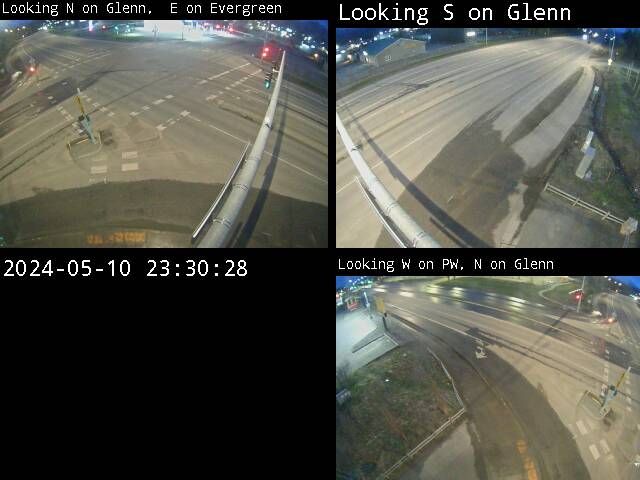 Looking N on Glenn, E on Evergreen
Looking S on Glenn
2024-05-10 23:30:28
Looking W on PW, N on Glenn